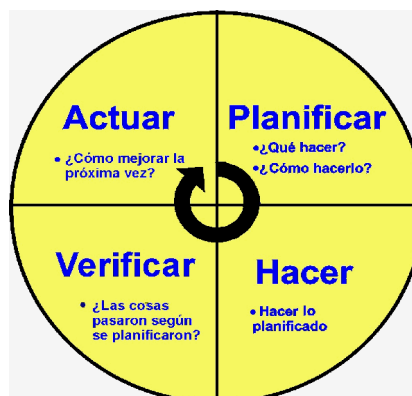 Actuar
• ¿Cómo mejorar la
próxima vez?
Planificar
•¿Qué hacer?
•¿Cómo hacerlo?
Verificar
• ¿Las cosas
pasaron según
se planificaron?
Hacer
• Hacer lo
planificado